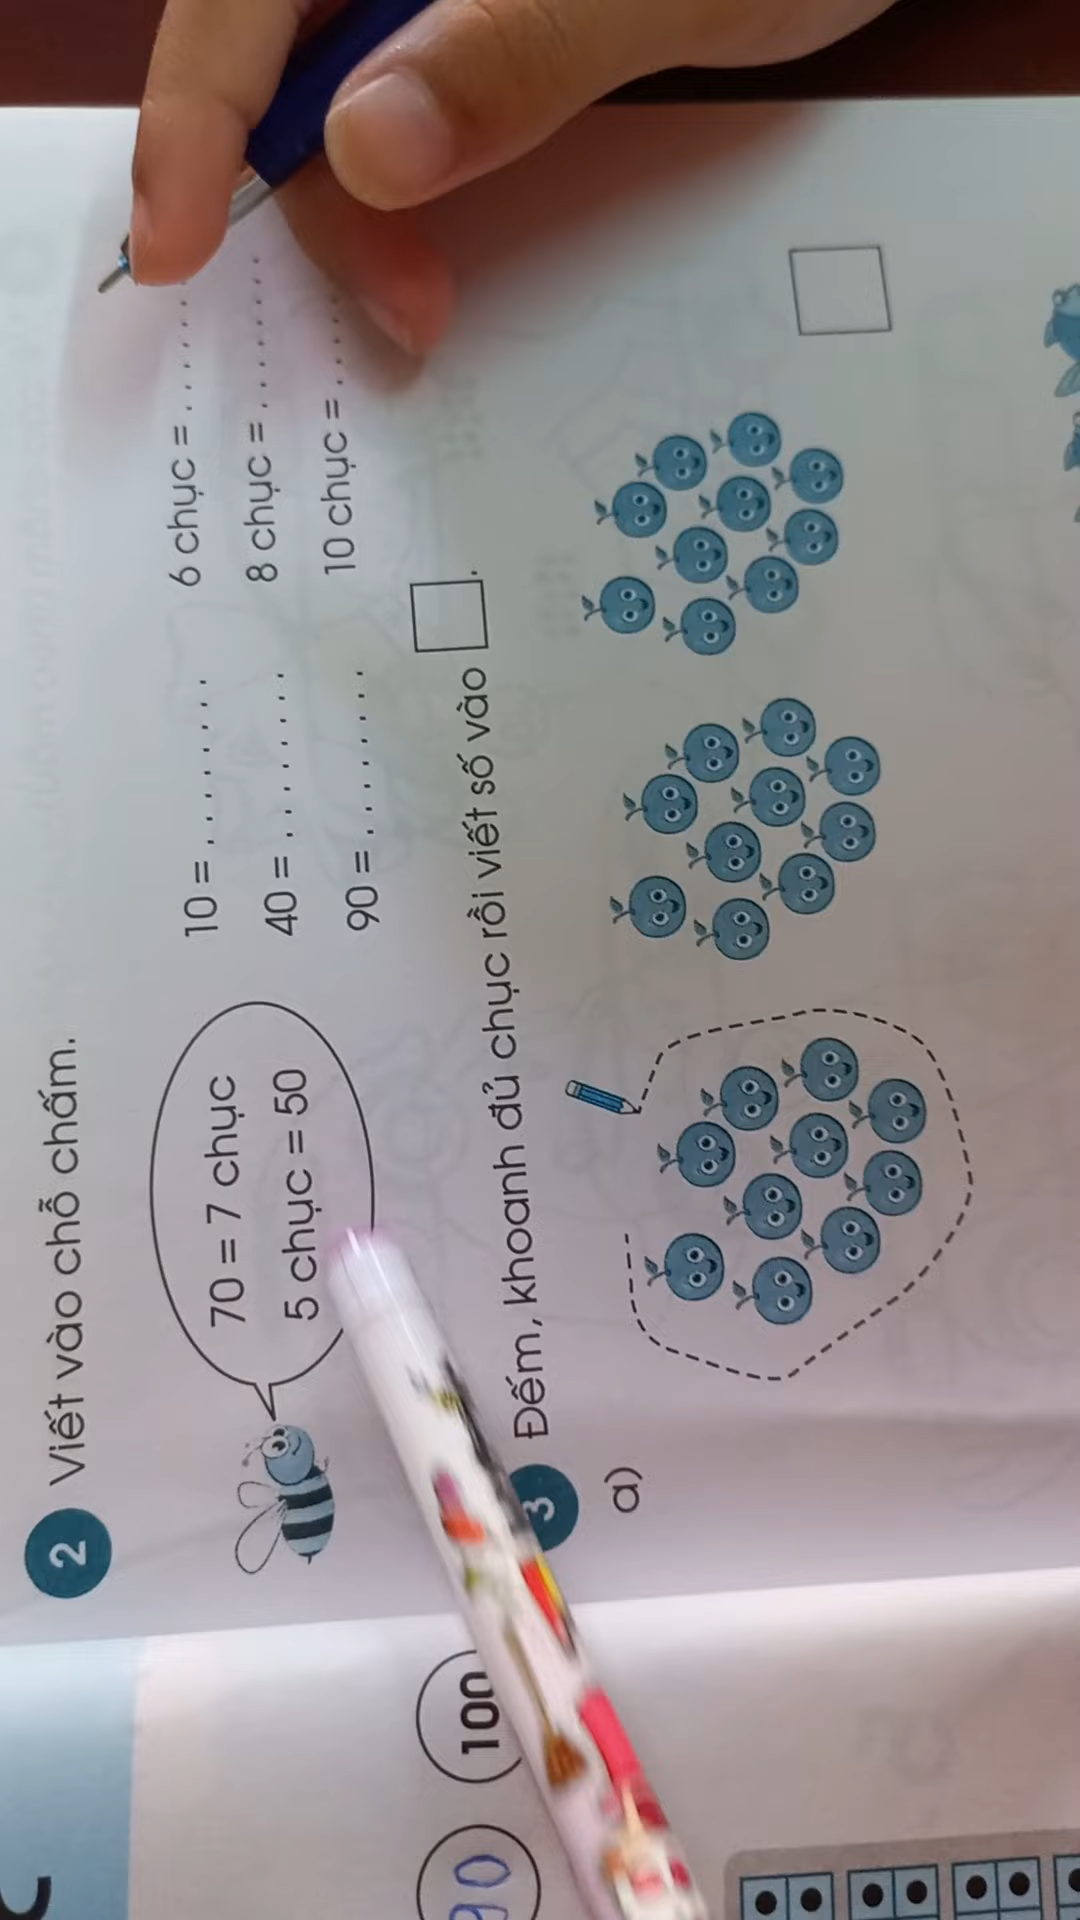 2 Viết vào chỗ chấm.
70 = 7 chục
5 chục = 50
10 = .........
6 chục = .......
40 = .........
8 chục = .........
90 = .........
10 chục = ......
3 Đếm, khoanh đủ chục rồi viết số vào □.
a)
90
100